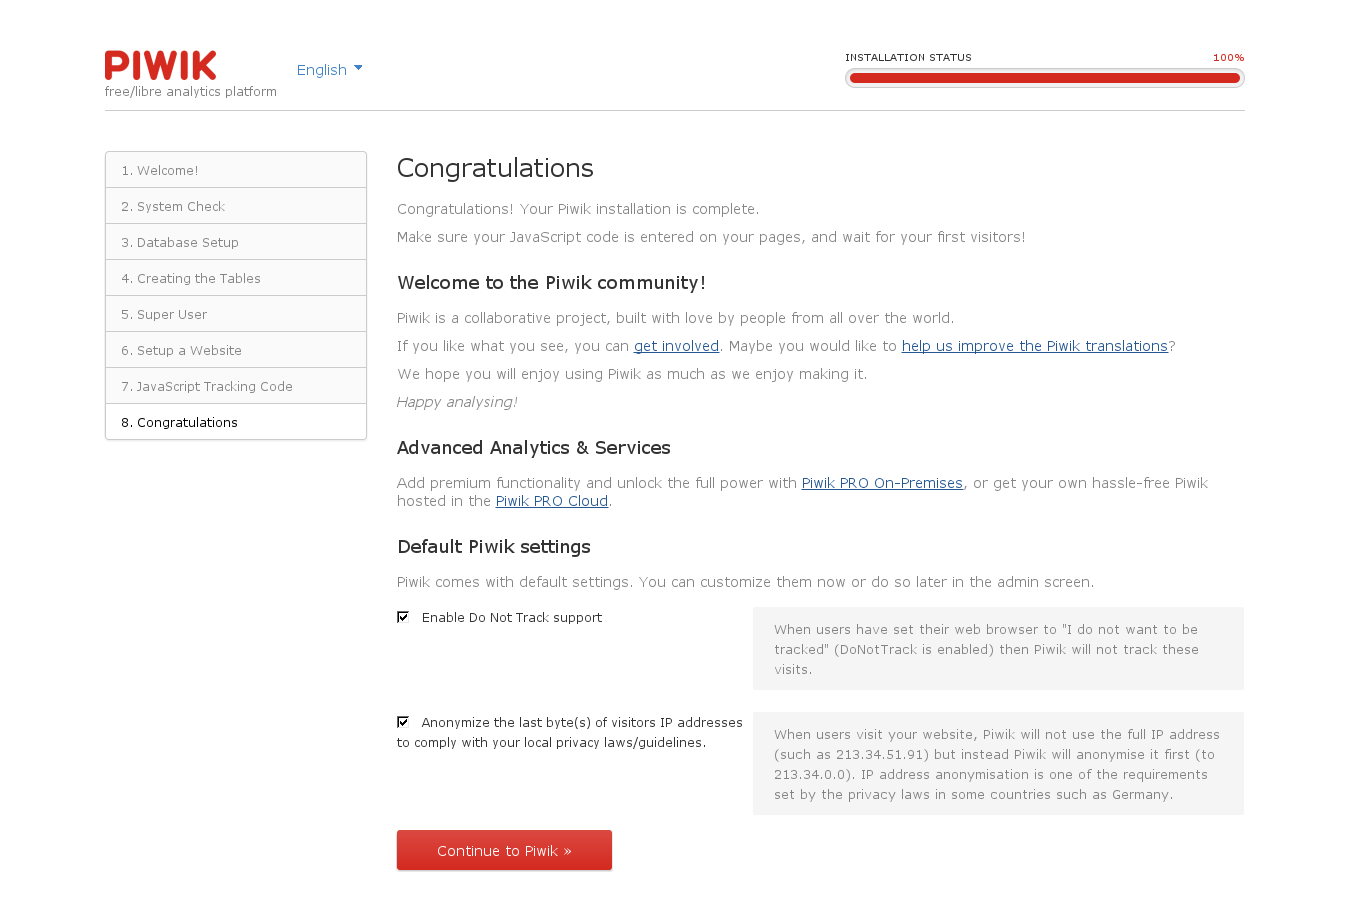 PIWIK
free/libre analytics platform
English
INSTALLATION STATUS 100%
1. Welcome!
2. System Check
3. Database Setup
4. Creating the Tables
5. Super User
6. Setup a Website
7. JavaScript Tracking Code
8. Congratulations
Congratulations
Congratulations! Your Piwik installation is complete.
Make sure your JavaScript code is entered on your pages, and wait for your first visitors!
Welcome to the Piwik community!
Piwik is a collaborative project, built with love by people from all over the world.
If you like what you see, you can get involved. Maybe you would like to help us improve the Piwik translations?
We hope you will enjoy using Piwik as much as we enjoy making it.
Happy analysing!
Advanced Analytics & Services
Add premium functionality and unlock the full power with Piwik PRO On-Premises, or get your own hassle-free Piwik
hosted in the Piwik PRO Cloud.
Default Piwik settings
Piwik comes with default settings. You can customize them now or do so later in the admin screen.
Enable Do Not Track support
When users have set their web browser to "I do not want to be
tracked" (DoNotTrack is enabled) then Piwik will not track these
visits.
Anonymize the last byte(s) of visitors IP addresses
to comply with your local privacy laws/guidelines.
When users visit your website, Piwik will not use the full IP address
(such as 213.34.51.91) but instead Piwik will anonymise it first (to
213.34.0.0). IP address anonymisation is one of the requirements
set by the privacy laws in some countries such as Germany.
Continue to Piwik »